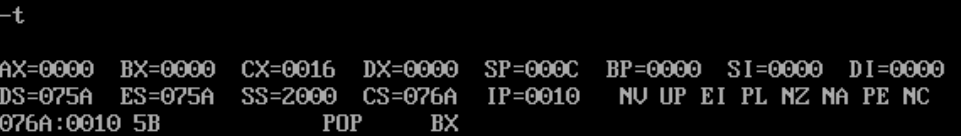 -t
AX=0000 BX=0000 CX=0016 DX=0000 SP=000C BP=0000 SI=0000 DI=0000
DS=075A ES=075A SS=2000 CS=076A IP=0010 NV UP EI PL NZ NA PE NC
076A:0010 5B POP BX